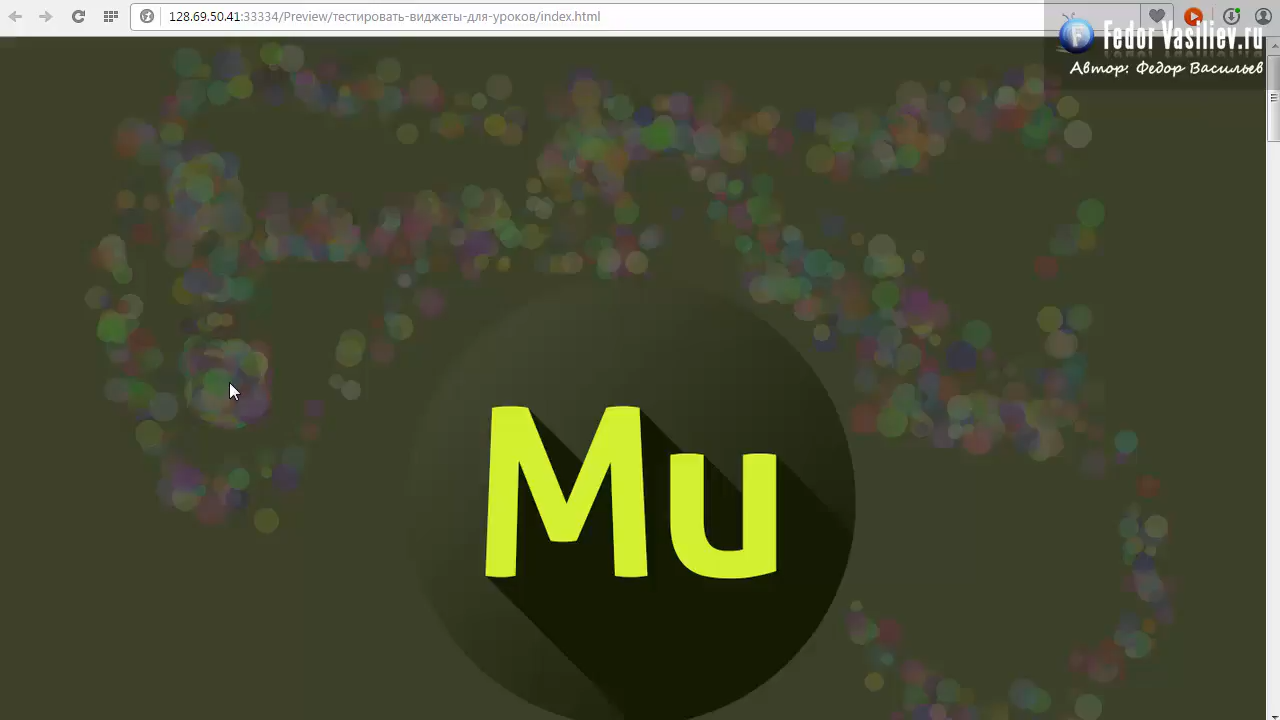 128.69.50.41:33334/Preview/тестировать-виджеты-для-уроков/index.html
F Fedor Vasiliev.ru
Автор: Федор Васильев
Mu